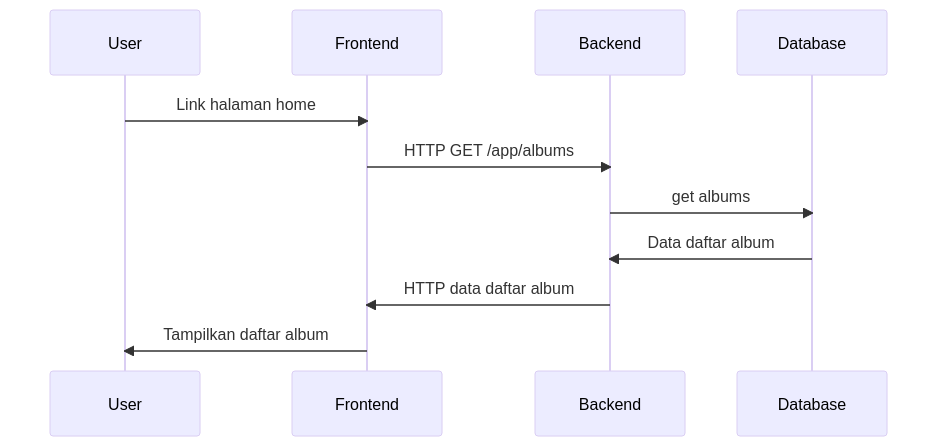 User
Frontend
Backend
Database
Link halaman home
HTTP GET /app/albums
get albums
Data daftar album
HTTP data daftar album
Tampilkan daftar album
User
Frontend
Backend
Database